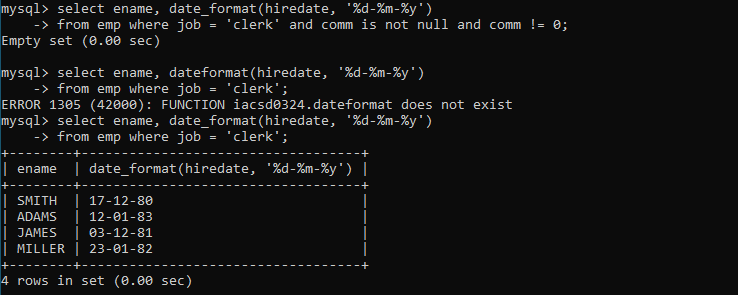 mysql> select ename, date_format(hiredate, '%d-%m-%y')
    -> from emp where job = 'clerk' and comm is not null and comm != 0;
Empty set (0.00 sec)

mysql> select ename, dateformat(hiredate, '%d-%m-%y')
    -> from emp where job = 'clerk';
ERROR 1305 (42000): FUNCTION iacsd0324.dateformat does not exist
mysql> select ename, date_format(hiredate, '%d-%m-%y')
    -> from emp where job = 'clerk';
+--------+-----------------------------------+
| ename  | date_format(hiredate, '%d-%m-%y') |
+--------+-----------------------------------+
| SMITH  | 17-12-80                          |
| ADAMS  | 12-01-83                          |
| JAMES  | 03-12-81                          |
| MILLER | 23-01-82                          |
+--------+-----------------------------------+
4 rows in set (0.00 sec)